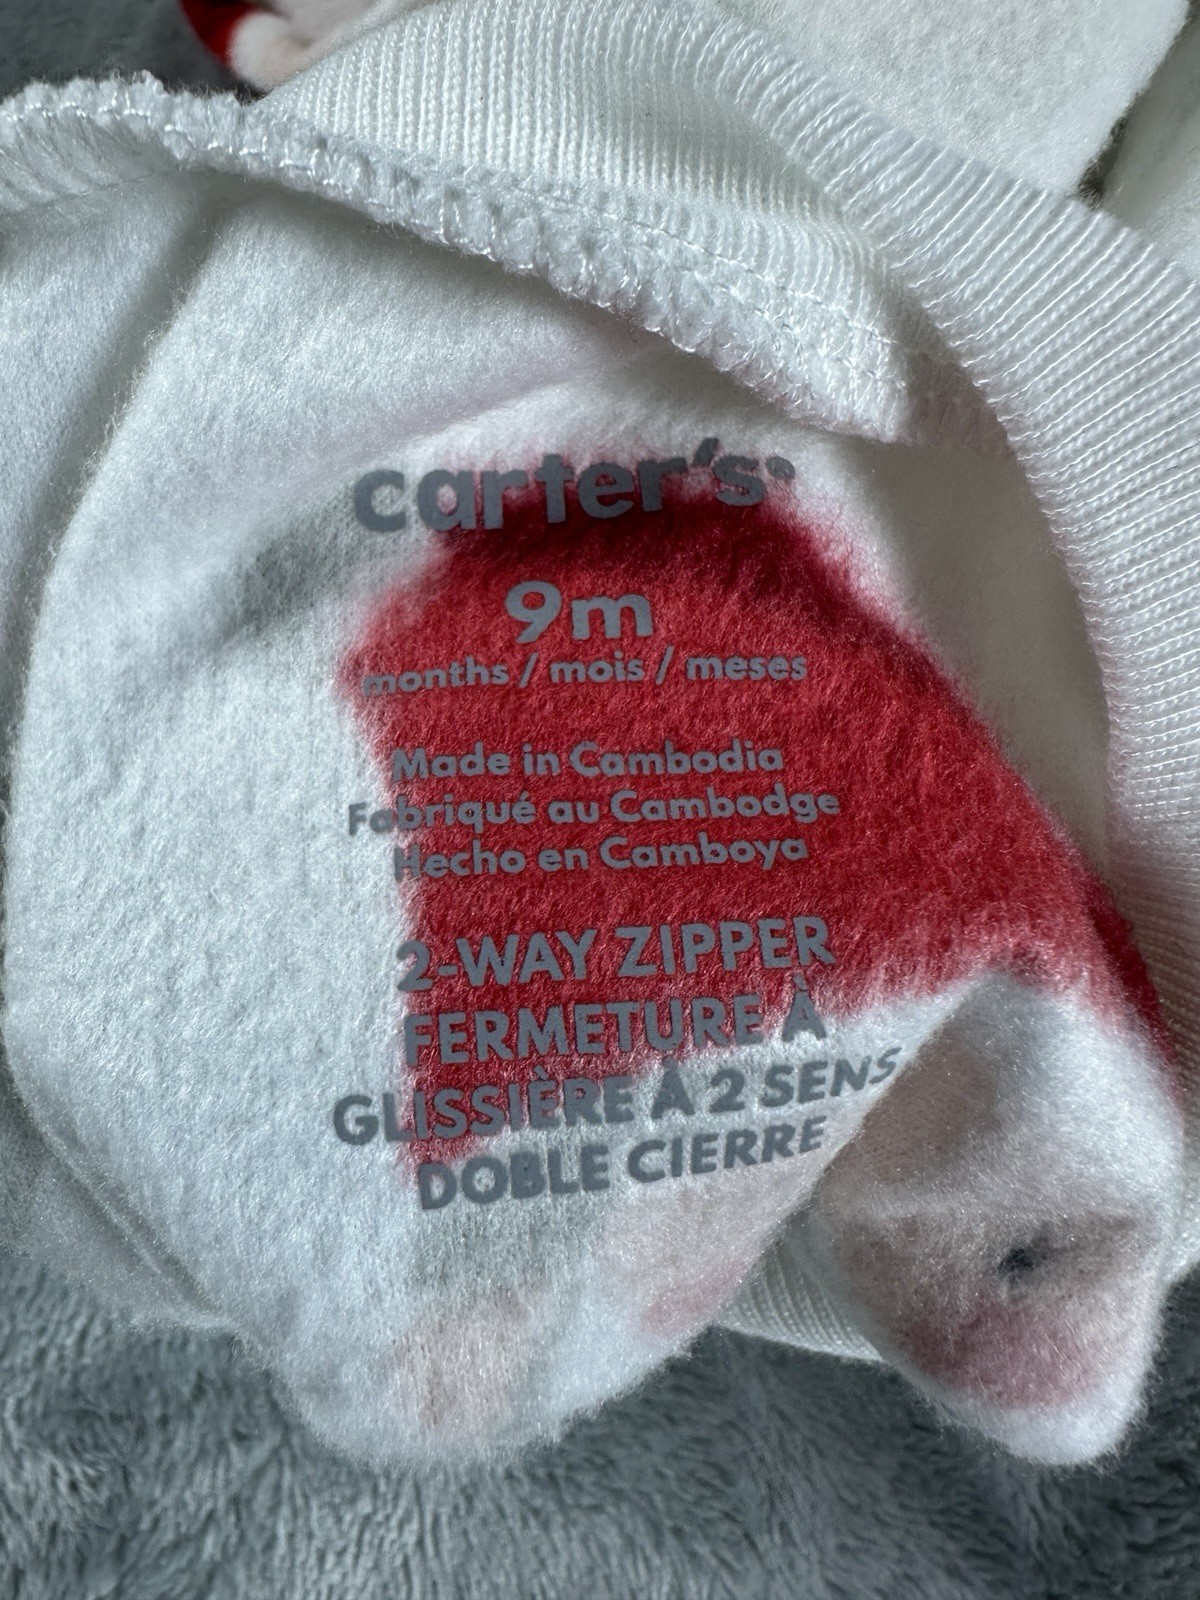 carter's®
9m
months / mois / meses
Made in Cambodia
Fabriqué au Cambodge
Hecho en Camboya
2-WAY ZIPPER
FERMETURE À
GLISSIÈRE À 2 SENS
DOBLE CIERRE